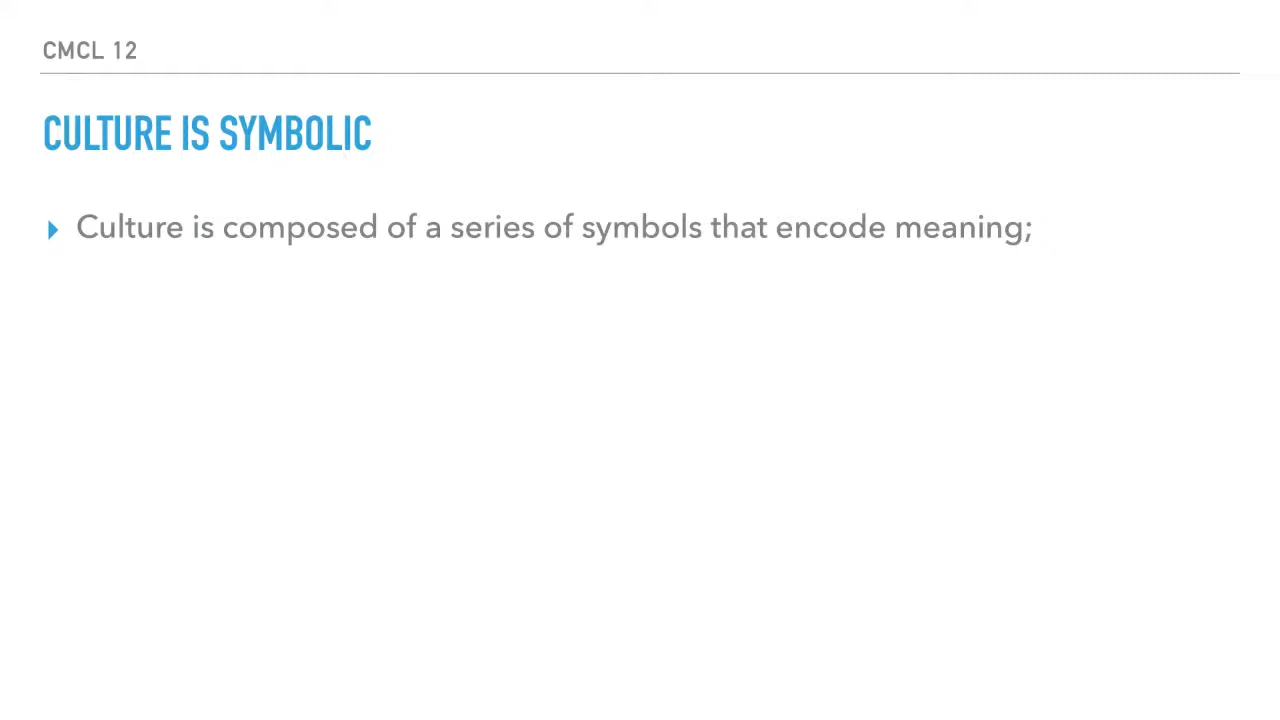 CMCL 12
CULTURE IS SYMBOLIC
Culture is composed of a series of symbols that encode meaning;